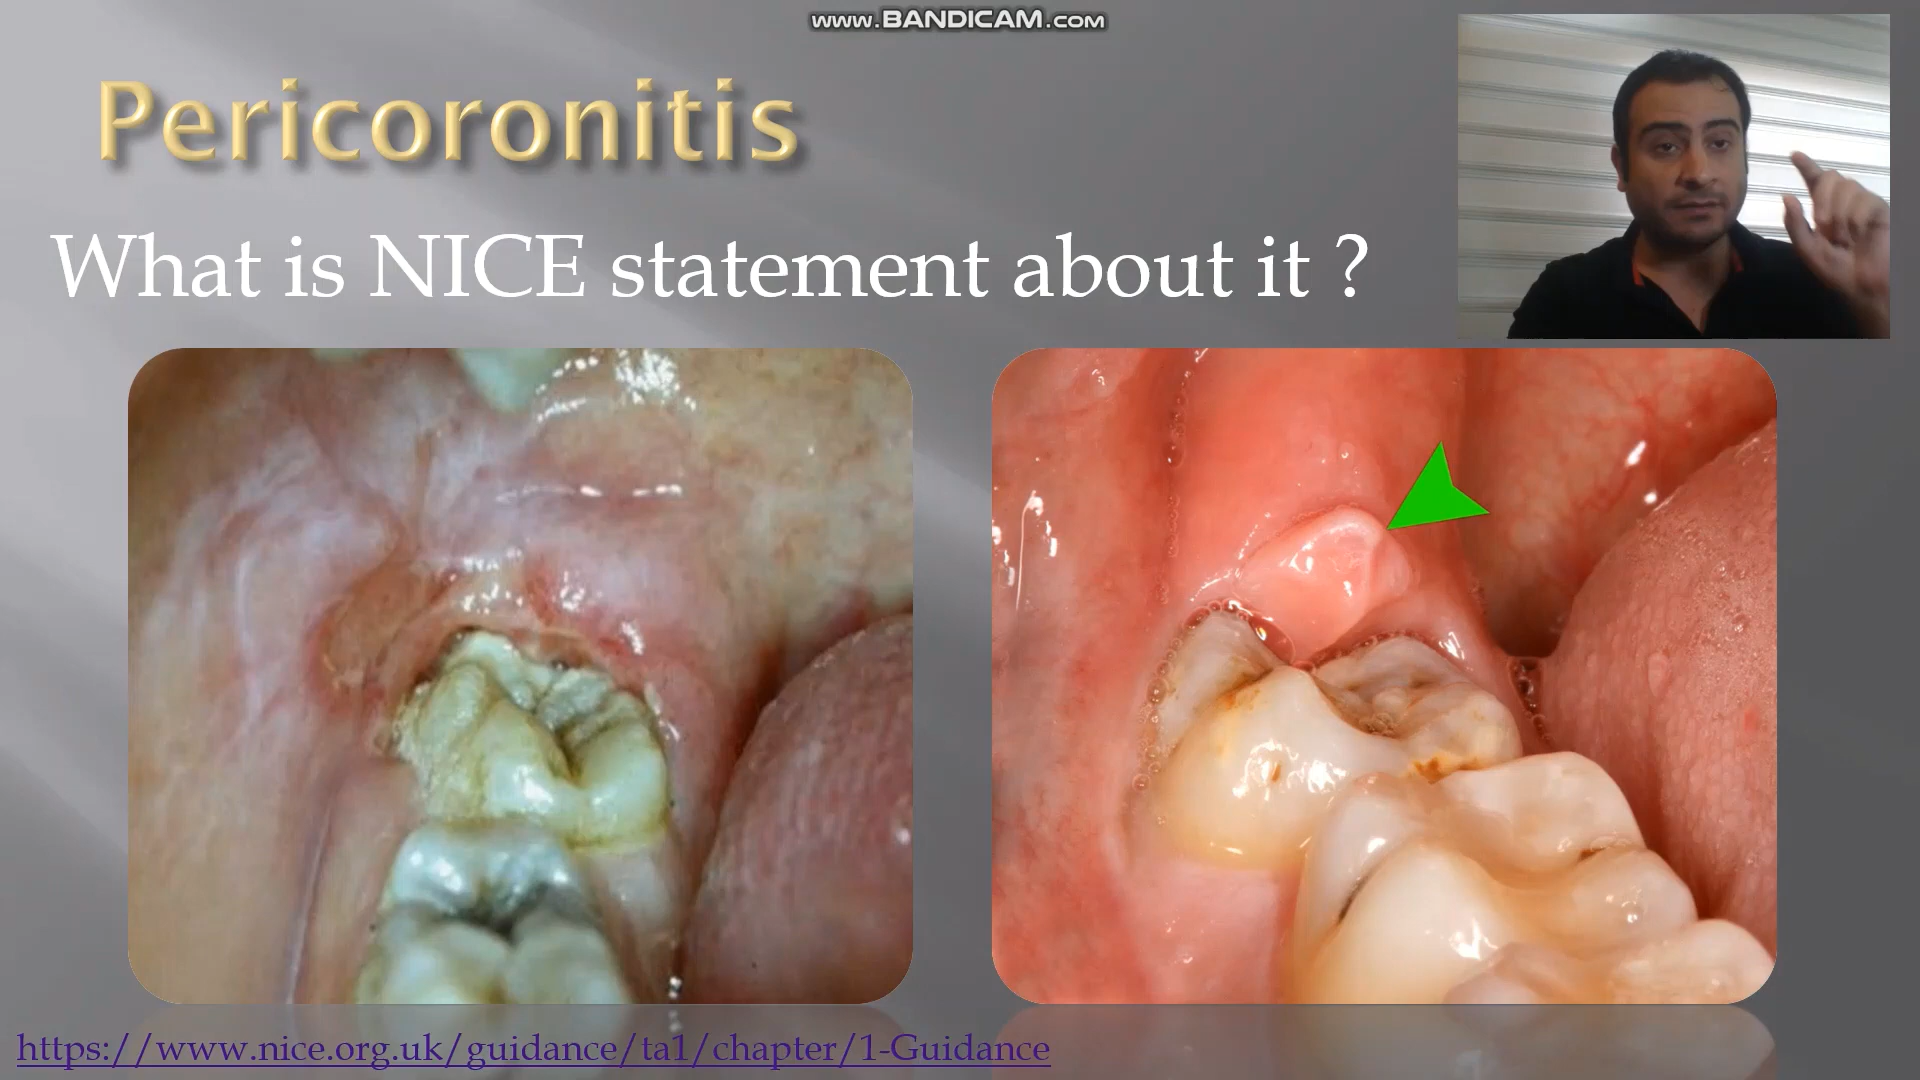 www.BANDICAM.com
Pericoronitis
What is NICE statement about it ?
https://www.nice.org.uk/guidance/ta1/chapter/1-Guidance